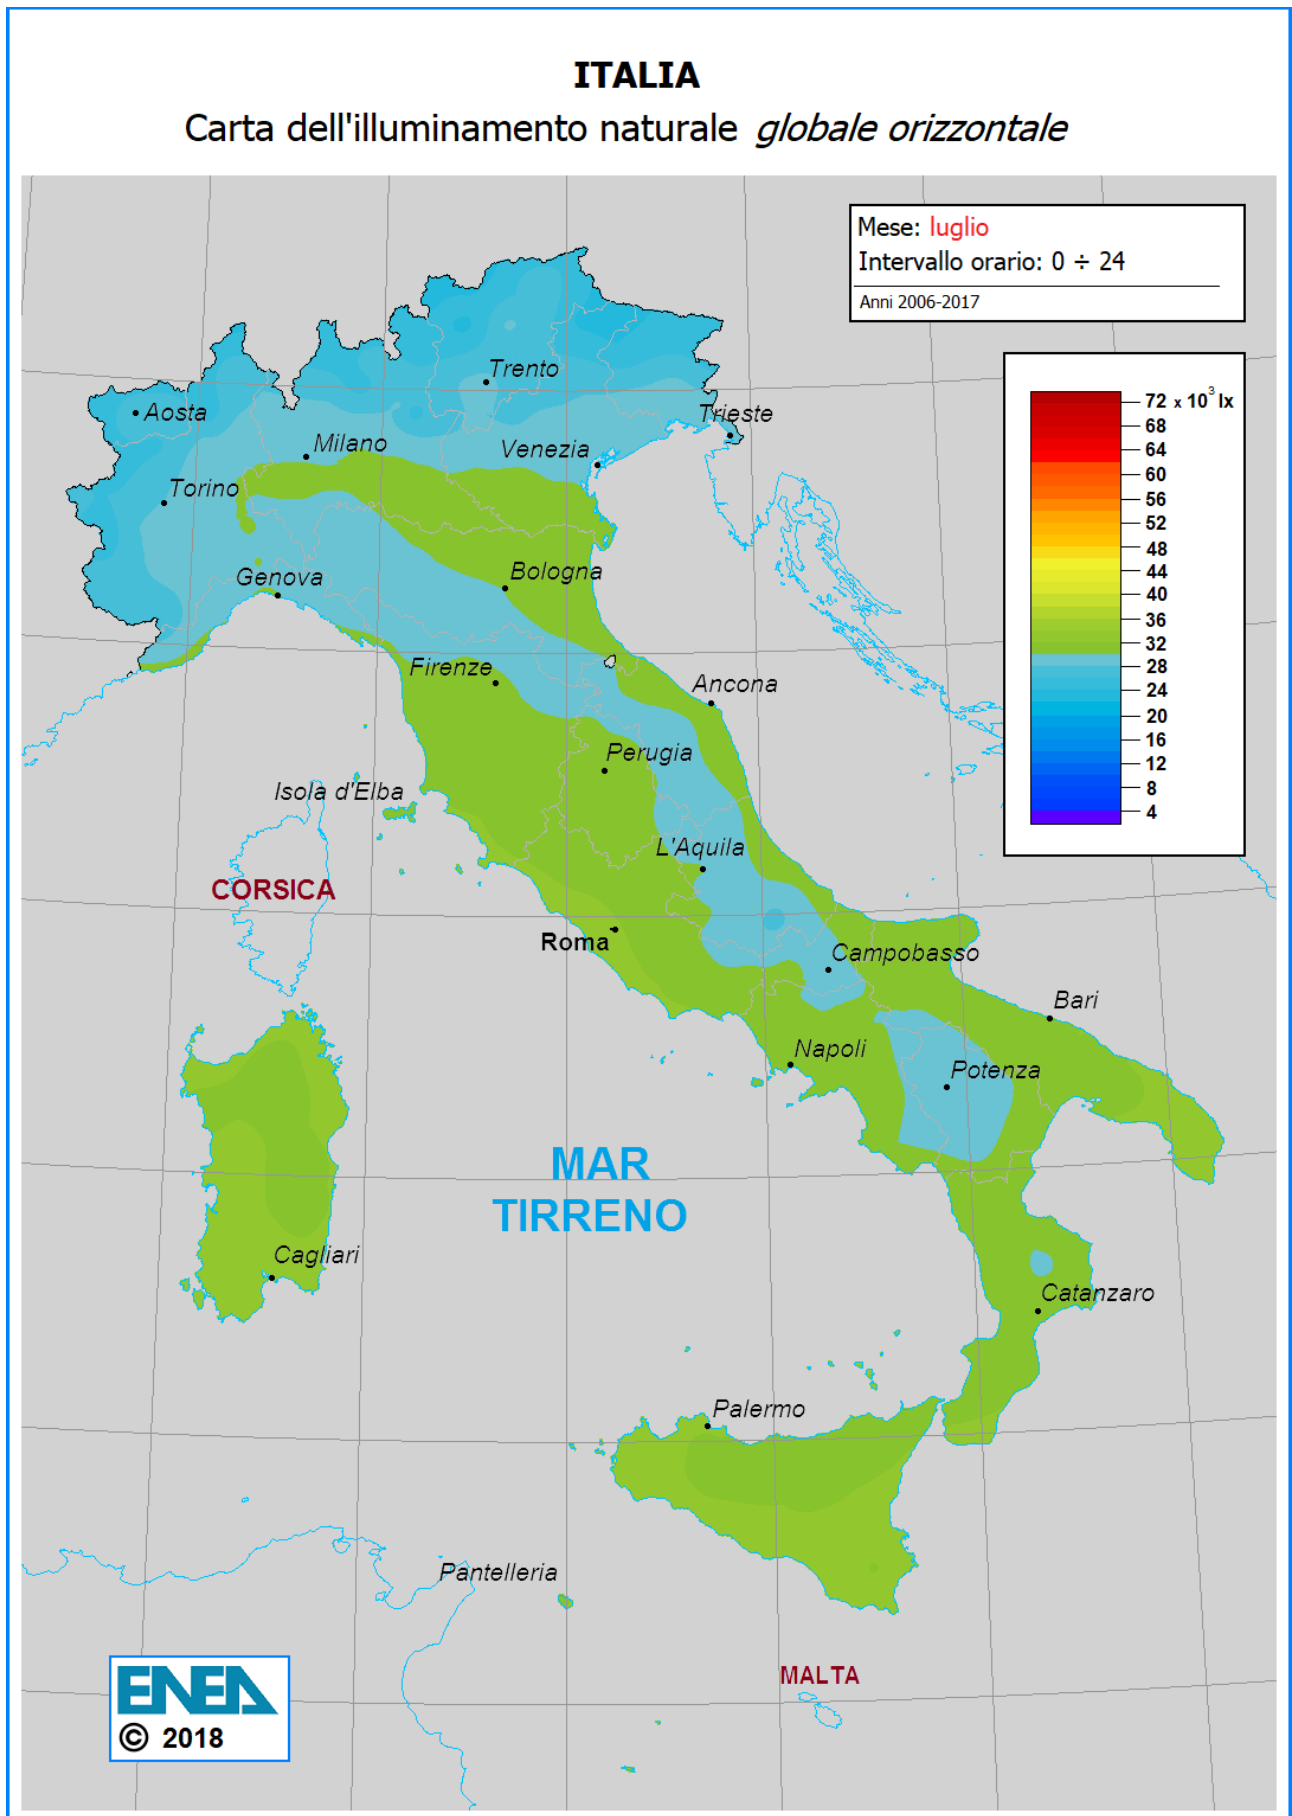 ITALIA
Carta dell'illuminamento naturale globale orizzontale
Mese: luglio
Intervallo orario: 0 ÷ 24
Anni 2006-2017
72 x 10³ lx
68
64
60
56
52
48
44
40
36
32
28
24
20
16
12
8
4
Trento
Aosta
Trieste
Milano
Venezia
Torino
Bologna
Genova
Firenze
Ancona
Perugia
Isola d'Elba
L'Aquila
CORSICA
Roma
Campobasso
Bari
Napoli
Potenza
MAR
TIRRENO
Cagliari
Catanzaro
Palermo
Pantelleria
MALTA
ENEA
© 2018